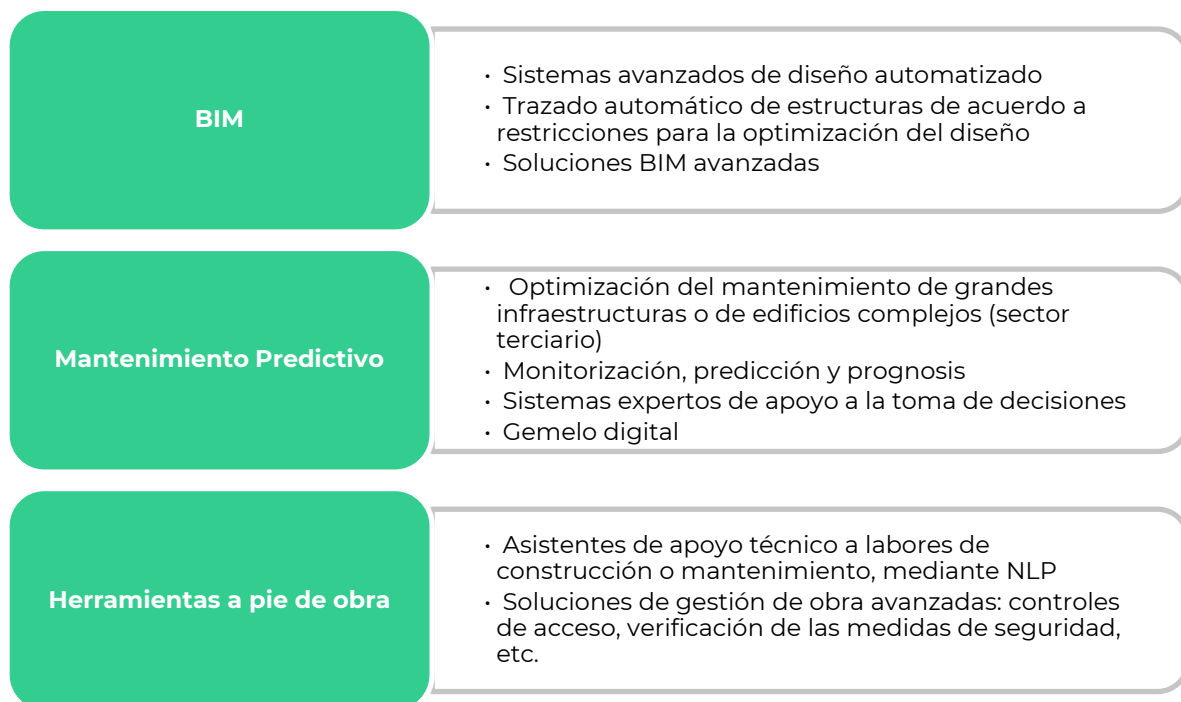 BIM
· Sistemas avanzados de diseño automatizado
· Trazado automático de estructuras de acuerdo a
restricciones para la optimización del diseño
· Soluciones BIM avanzadas
Mantenimiento Predictivo
· Optimización del mantenimiento de grandes
infraestructuras o de edificios complejos (sector
terciario)
· Monitorización, predicción y prognosis
· Sistemas expertos de apoyo a la toma de decisiones
· Gemelo digital
Herramientas a pie de obra
· Asistentes de apoyo técnico a labores de
construcción o mantenimiento, mediante NLP
· Soluciones de gestión de obra avanzadas: controles
de acceso, verificación de las medidas de seguridad,
etc.